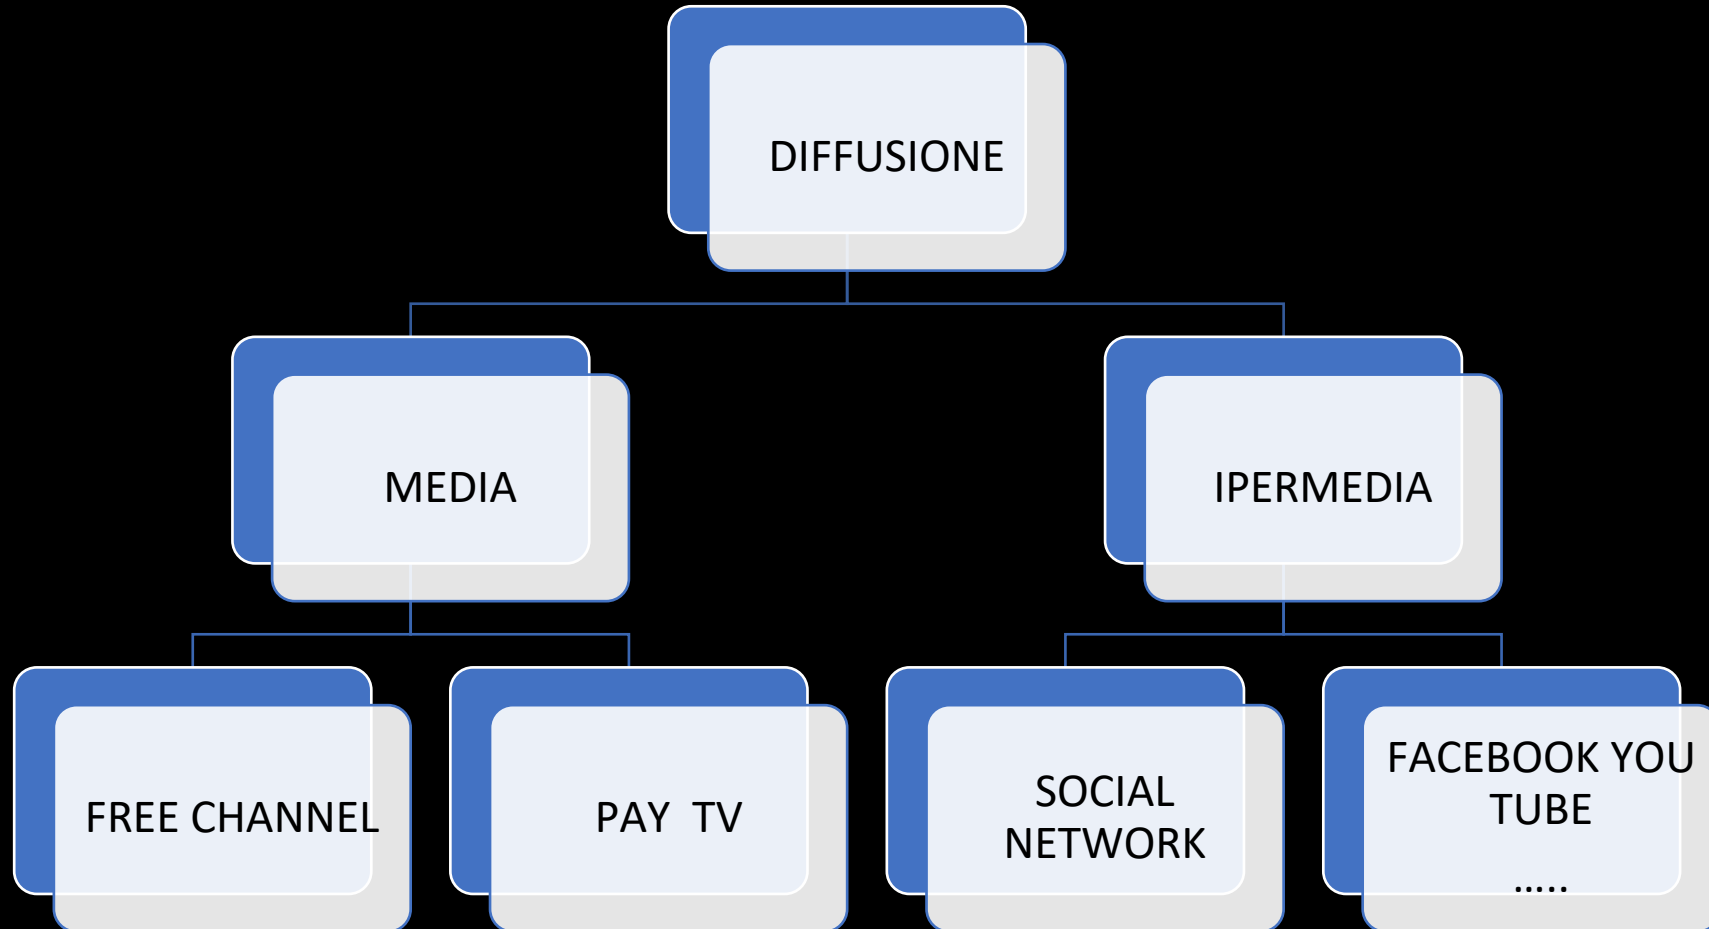 DIFFUSIONE
MEDIA
IPERMEDIA
FREE CHANNEL
PAY TV
SOCIAL
NETWORK
FACEBOOK YOU
TUBE
.....